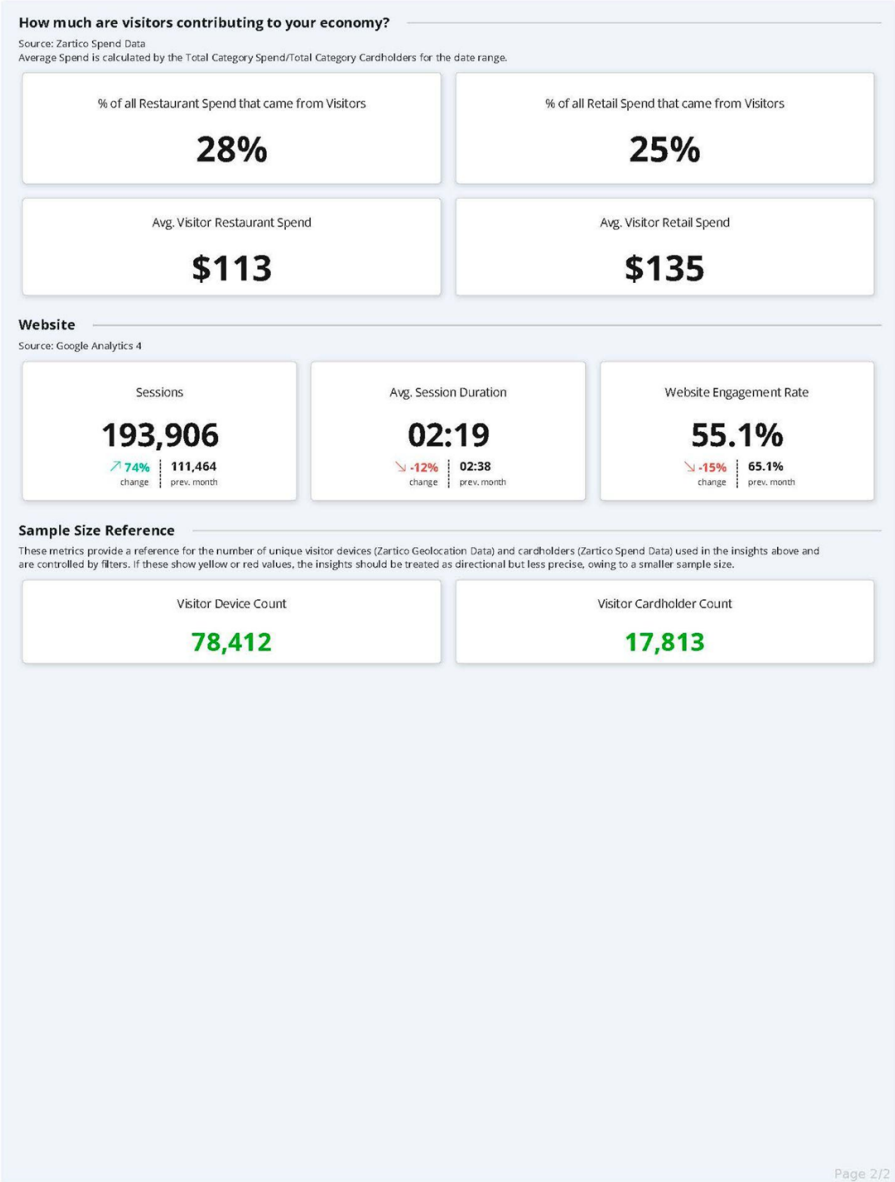 How much are visitors contributing to your economy?
Source: Zartico Spend Data
Average Spend is calculated by the Total Category Spend/Total Category Cardholders for the date range.
% of all Restaurant Spend that came from Visitors
28%
% of all Retail Spend that came from Visitors
25%
Avg. Visitor Restaurant Spend
$113
Avg. Visitor Retail Spend
$135
Website
Source: Google Analytics 4
Sessions
193,906
↗ 74% 111,464
change prev. month
Avg. Session Duration
02:19
↘ -12% 02:38
change prev. month
Website Engagement Rate
55.1%
↘ -15% 65.1%
change prev. month
Sample Size Reference
These metrics provide a reference for the number of unique visitor devices (Zartico Geolocation Data) and cardholders (Zartico Spend Data) used in the insights above and
are controlled by filters. If these show yellow or red values, the insights should be treated as directional but less precise, owing to a smaller sample size.
Visitor Device Count
78,412
Visitor Cardholder Count
17,813
Page 2/2